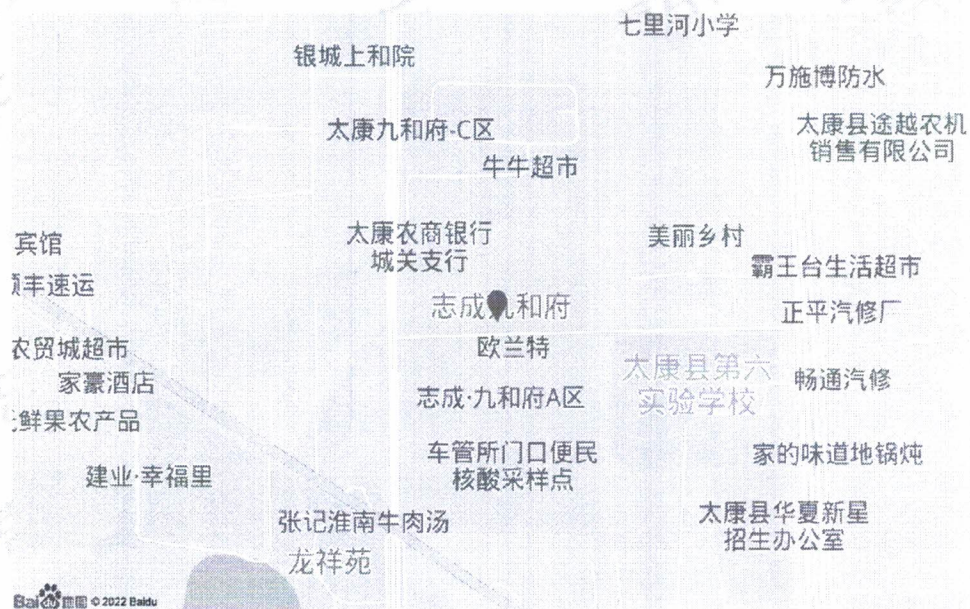 七里河小学
银城上和院
万施博防水
太康九和府-C区
太康县途越农机
销售有限公司
牛牛超市
宾馆
太康农商银行
城关支行
美丽乡村
霸王台生活超市
顺丰速运
志成九和府
正平汽修厂
农贸城超市
欧兰特
太康县第六
实验学校
家豪酒店
畅通汽修
志成·九和府A区
鲜果农产品
车管所门口便民
核酸采样点
家的味道地锅炖
建业·幸福里
张记淮南牛肉汤
太康县华夏新星
招生办公室
龙祥苑
Bai du 地图 © 2022 Baidu